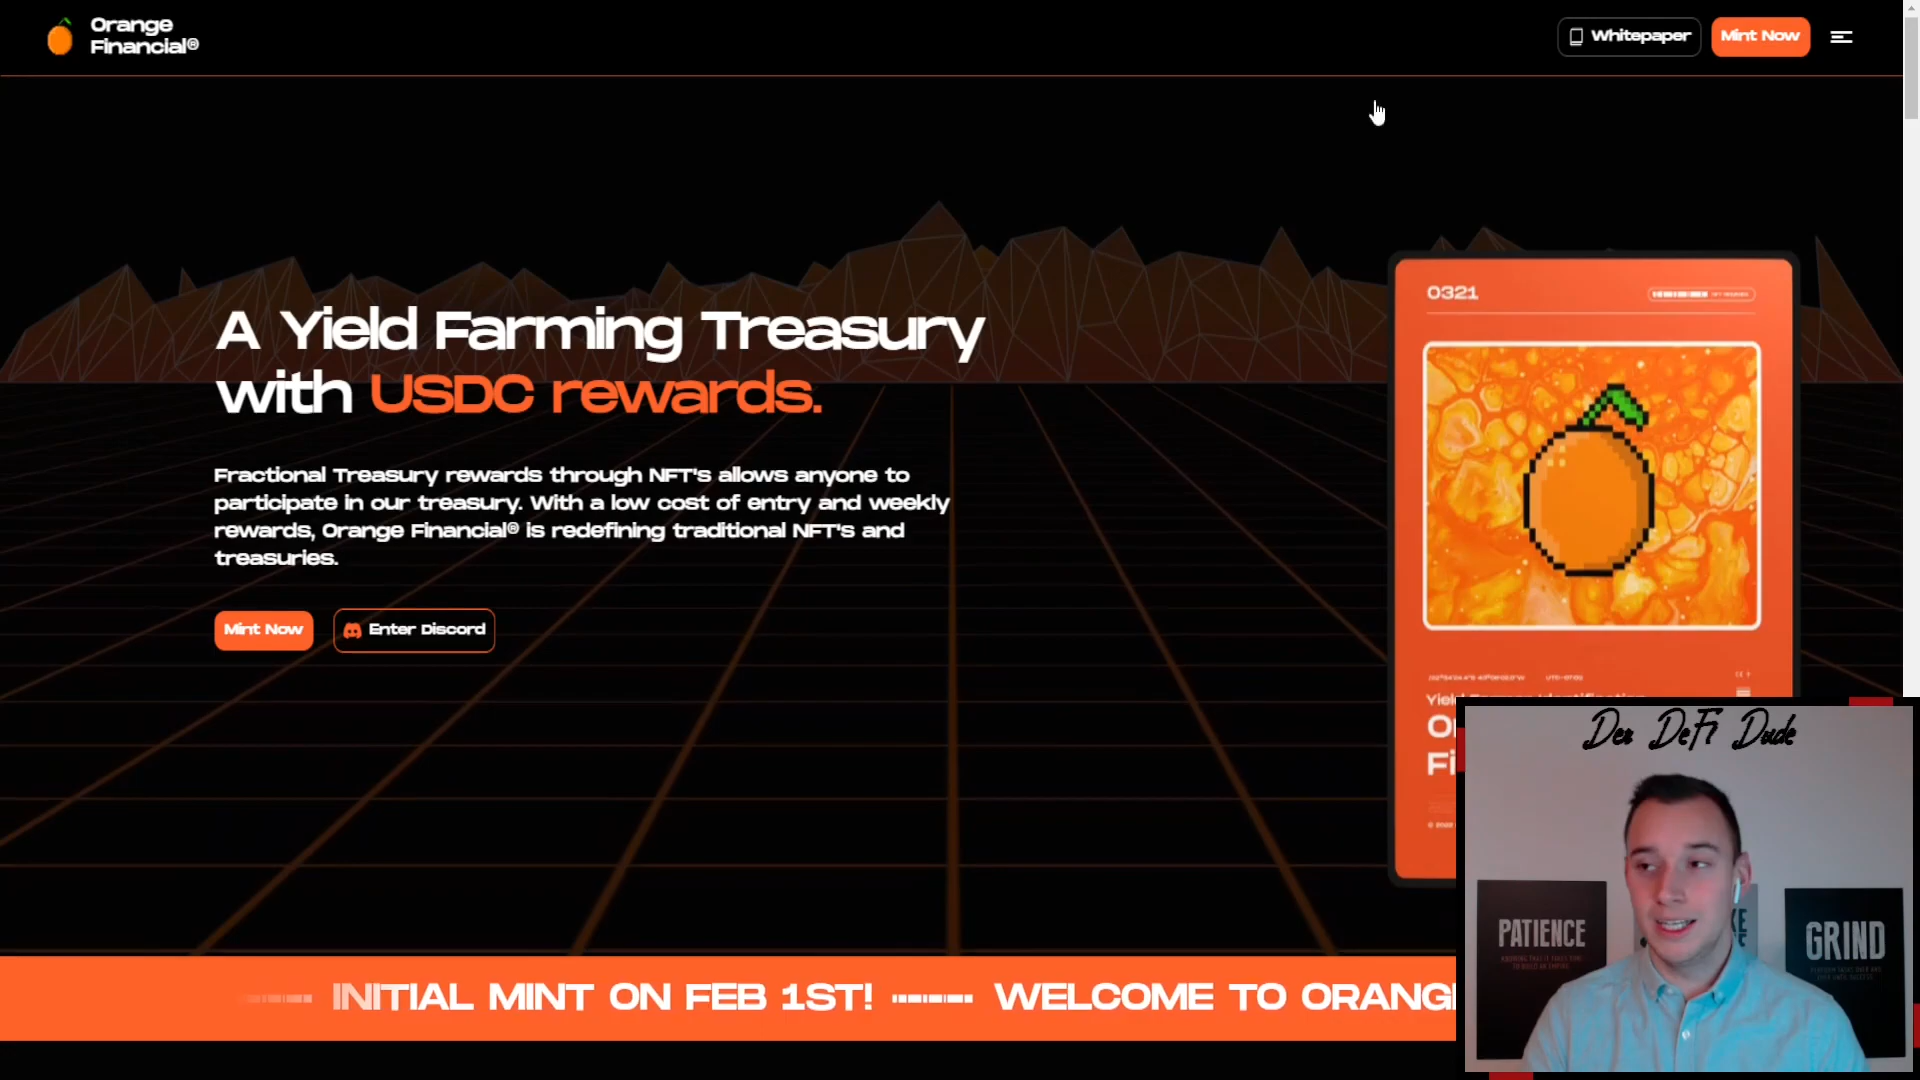 Orange
Financial®
Whitepaper
Mint Now
A Yield Farming Treasury
with USDC rewards.
Fractional Treasury rewards through NFT's allows anyone to
participate in our treasury. With a low cost of entry and weekly
rewards, Orange Financial® is redefining traditional NFT's and
treasuries.
Mint Now
Enter Discord
0321
Dex DeFi Dude
PATIENCE
GRIND
INITIAL MINT ON FEB 1ST!
WELCOME TO ORANGE